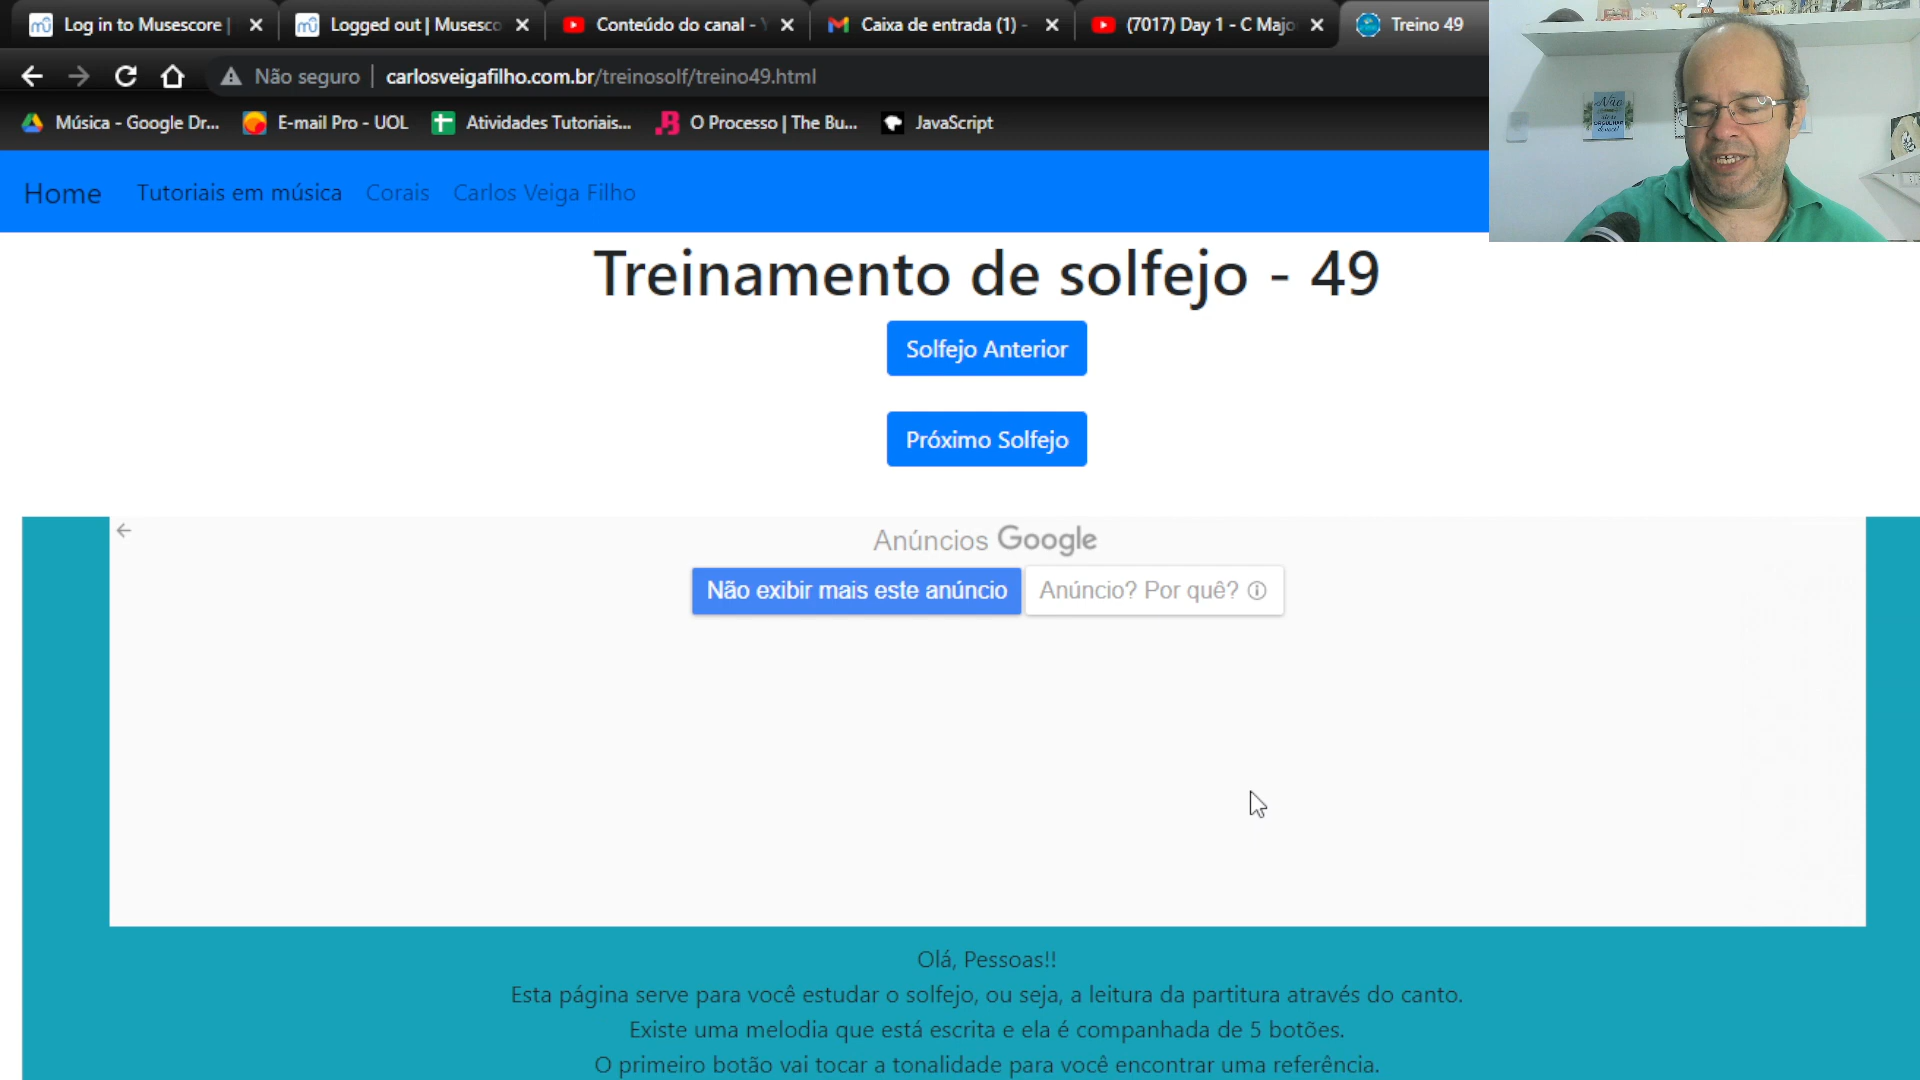 Log in to Musescore |
Logged out | Musesco
Conteúdo do canal -
Caixa de entrada (1) -
(7017) Day 1 - C Majo
Treino 49
Não seguro | carlosveigafilho.com.br/treinosolf/treino49.html
Música - Google Dr...
E-mail Pro - UOL
Atividades Tutoriais...
O Processo | The Bu...
JavaScript
Não
Home
Tutoriais em música
Corais
Carlos Veiga Filho
Treinamento de solfejo - 49
Solfejo Anterior
Próximo Solfejo
Anúncios Google
Não exibir mais este anúncio
Anúncio? Por quê?
Olá, Pessoas!!
Esta página serve para você estudar o solfejo, ou seja, a leitura da partitura através do canto.
Existe uma melodia que está escrita e ela é companhada de 5 botões.
O primeiro botão vai tocar a tonalidade para você encontrar uma referência.